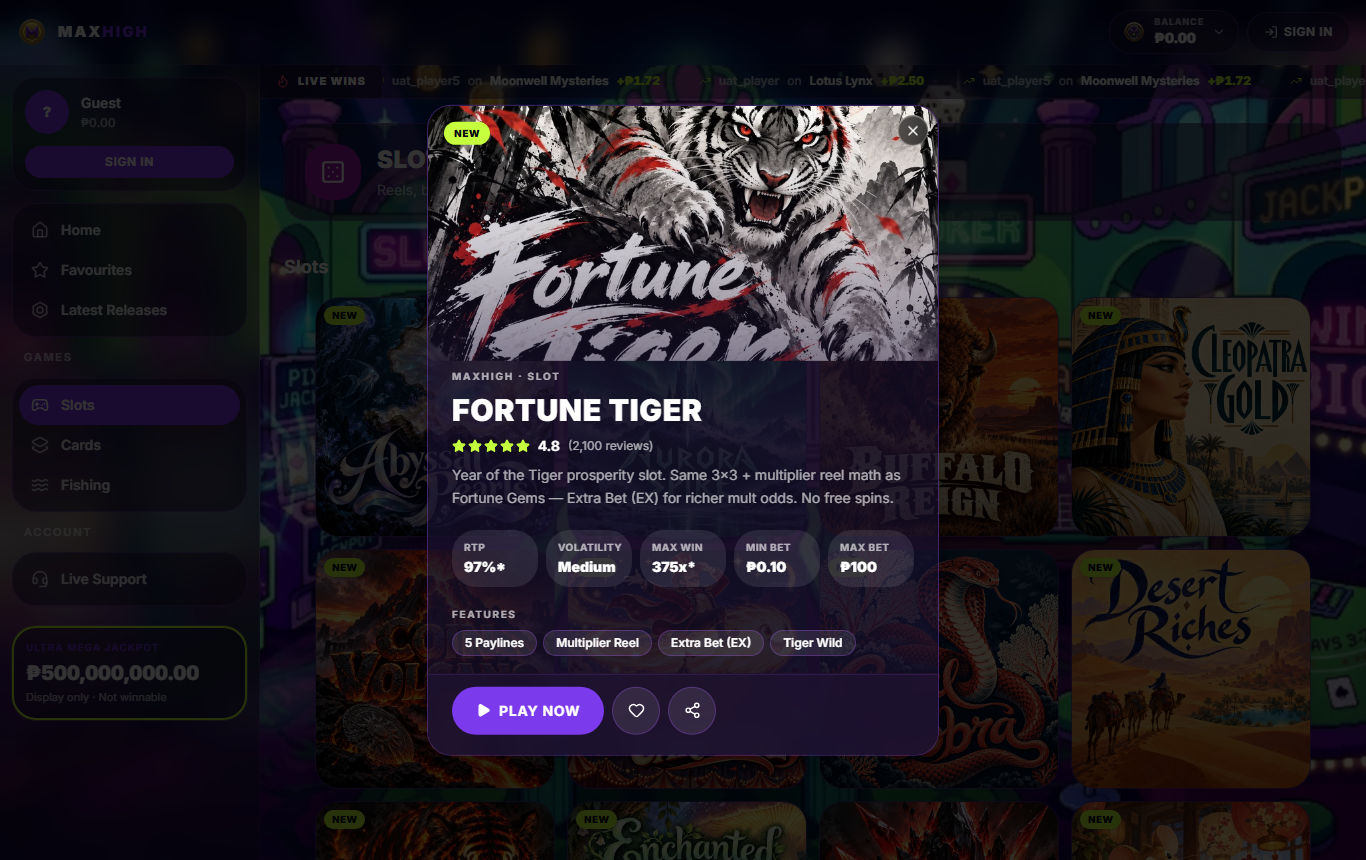 MAXHIGH
BALANCE
₱0.00
SIGN IN
LIVE WINS
uat_player5 on Moonwell Mysteries +₱1.72
uat_player on Lotus Lynx +₱2.50
uat_player5 on Moonwell Mysteries +₱1.72
?
Guest
₱0.00
SIGN IN
Home
Favourites
Latest Releases
GAMES
Slots
Cards
Fishing
ACCOUNT
Live Support
ULTRA MEGA JACKPOT
₱500,000,000.00
Display only · Not winnable
Slots
NEW
Fortune
Tiger
MAXHIGH · SLOT
FORTUNE TIGER
4.8 (2,100 reviews)
Year of the Tiger prosperity slot. Same 3×3 + multiplier reel math as
Fortune Gems — Extra Bet (EX) for richer mult odds. No free spins.
RTP
97%*
VOLATILITY
Medium
MAX WIN
375x*
MIN BET
₱0.10
MAX BET
₱100
FEATURES
5 Paylines
Multiplier Reel
Extra Bet (EX)
Tiger Wild
PLAY NOW
NEW
NEW
CLEOPATRA
GOLD
BUFFALO
REIGN
NEW
NEW
Desert
Riches
NEW
NEW
Enchanted
NEW